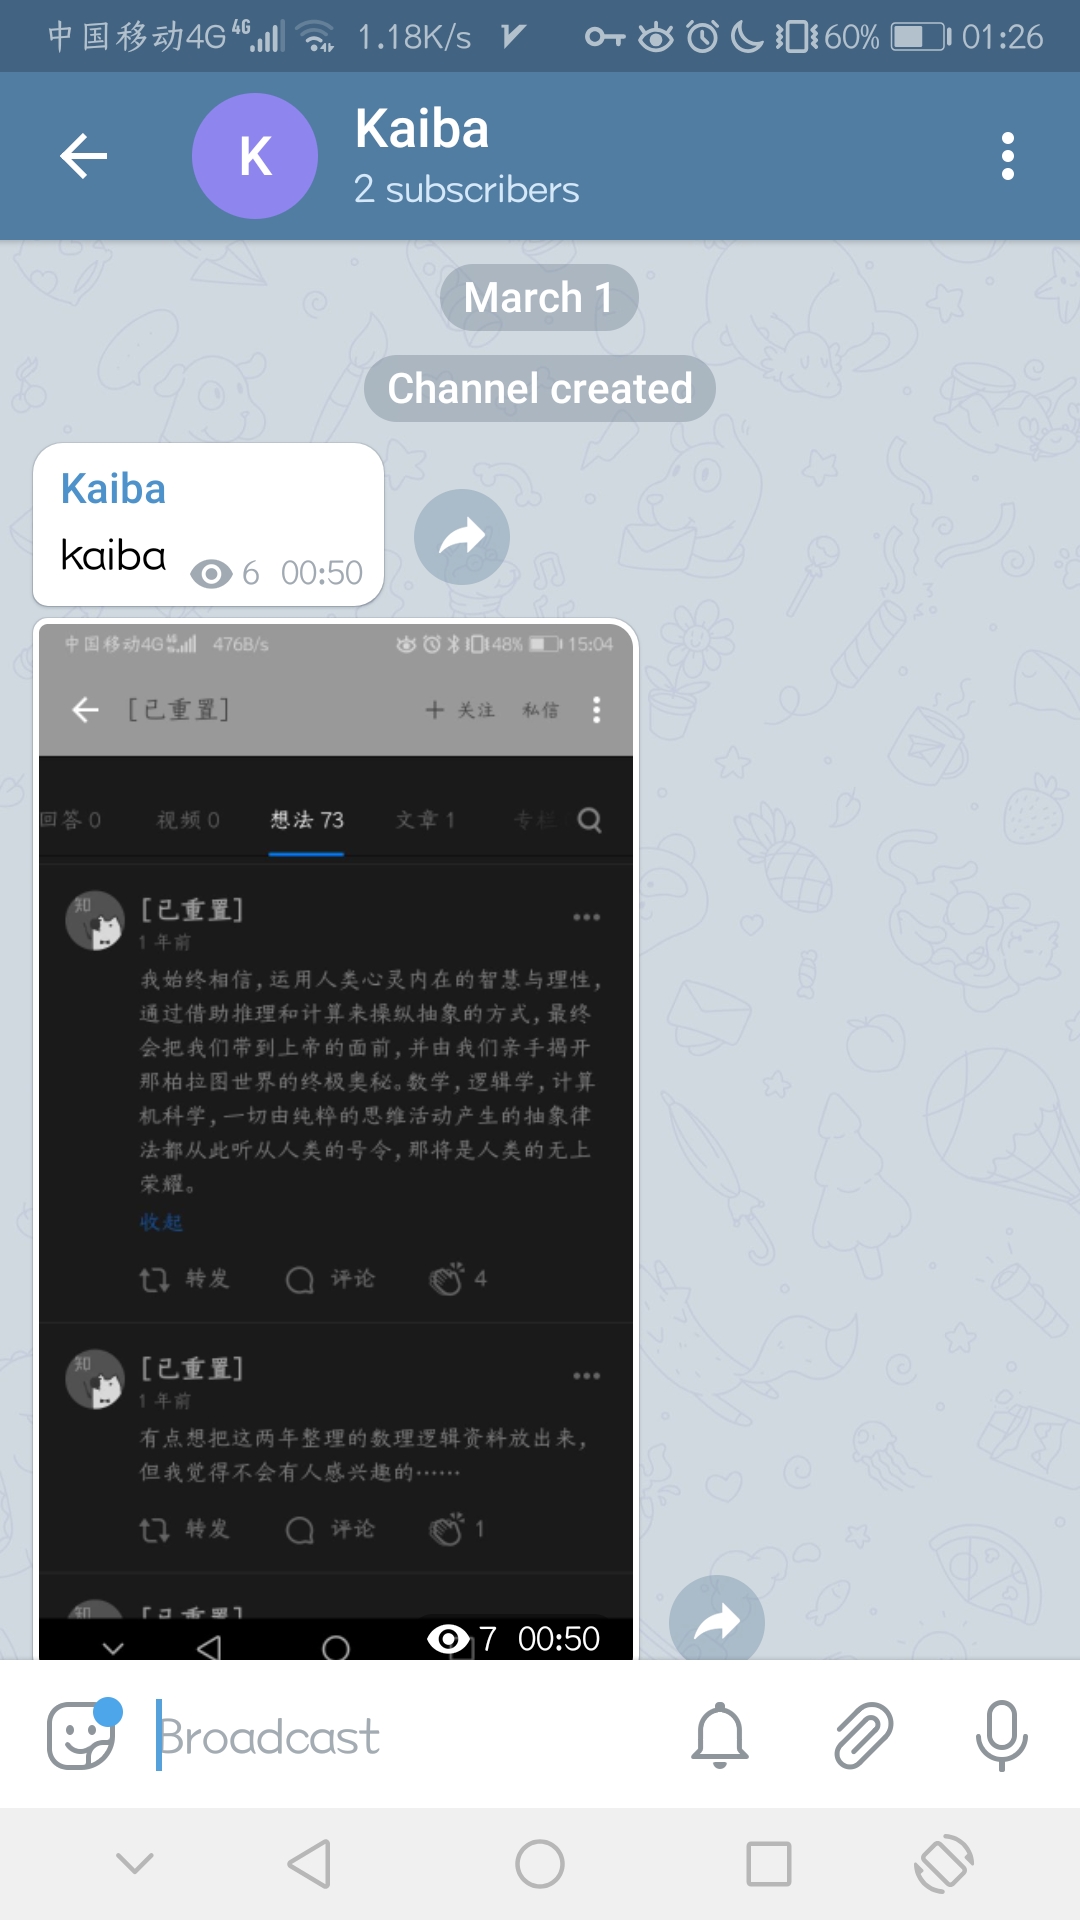 中国移动4G 4G 1.18K/s 60% 01:26
K
Kaiba
2 subscribers
March 1
Channel created
Kaiba
kaiba 6 00:50
中国移动4G 476B/s 48% 15:04
[已重置] + 关注 私信
回答 0 视频 0 想法 73 文章 1 专栏
知 [已重置]
1 年前
我始终相信,运用人类心灵内在的智慧与理性,
通过借助推理和计算来操纵抽象的方式,最终
会把我们带到上帝的面前,并由我们亲手揭开
那柏拉图世界的终极奥秘。数学,逻辑学,计算
机科学,一切由纯粹的思维活动产生的抽象律
法都从此听从人类的号令,那将是人类的无上
荣耀。
收起
转发 评论 4
知 [已重置]
1 年前
有点想把这两年整理的数理逻辑资料放出来,
但我觉得不会有人感兴趣的……
转发 评论 1
知 [已重置]
7 00:50
Broadcast